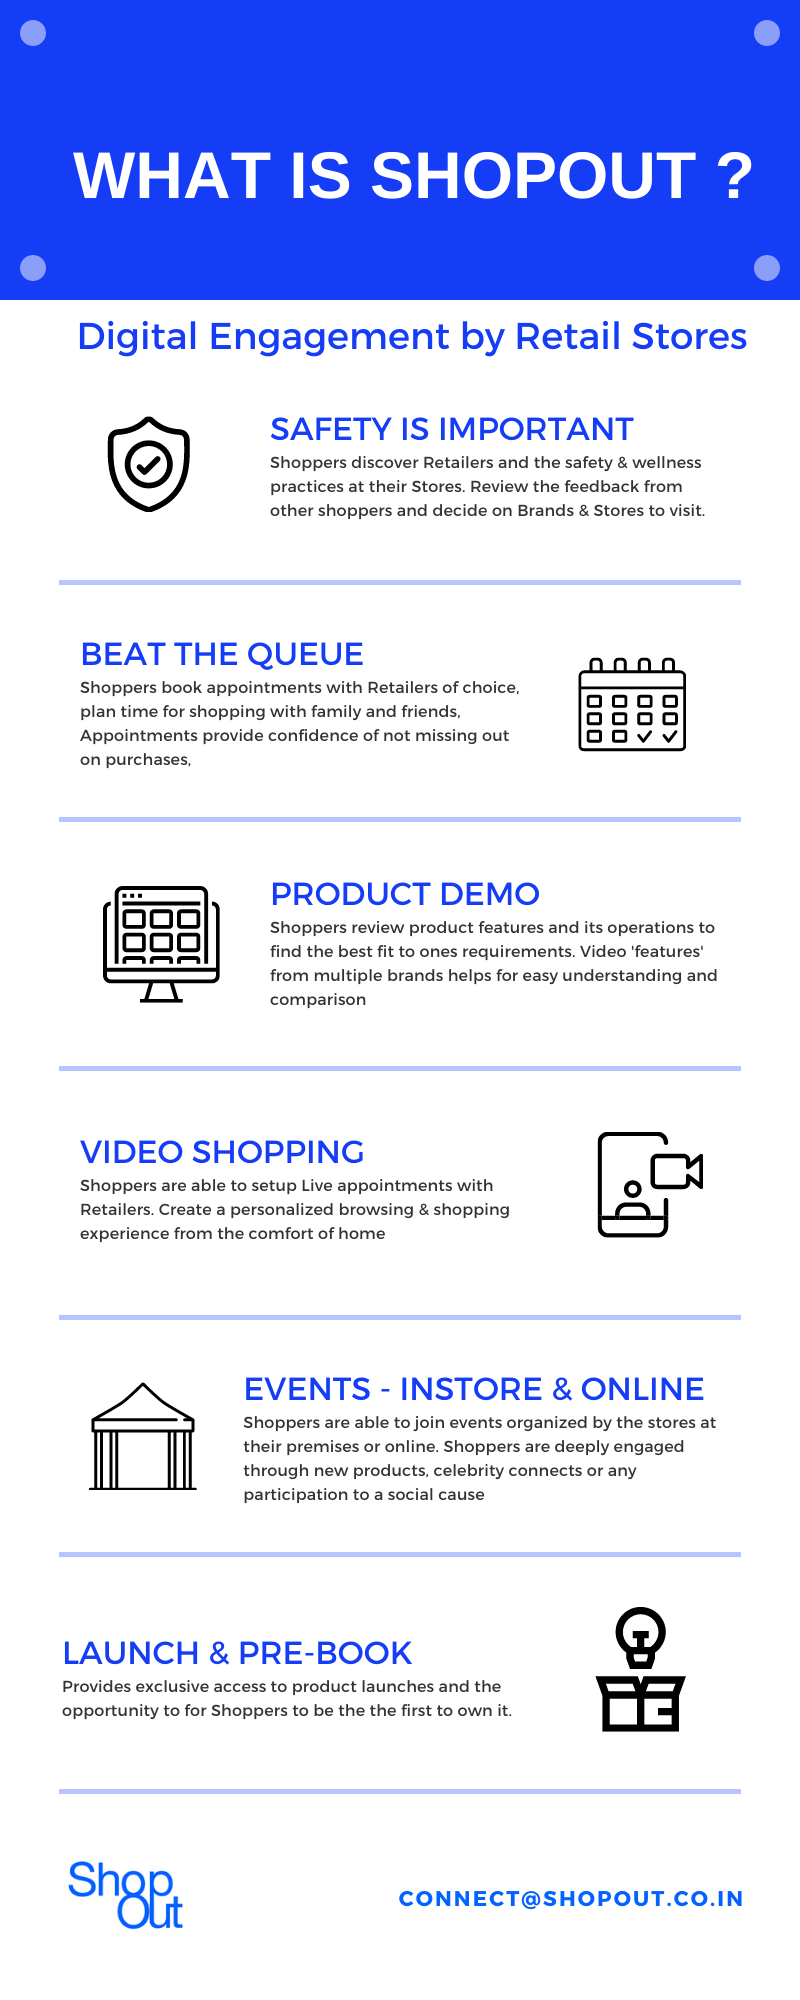 WHAT IS SHOPOUT ?
Digital Engagement by Retail Stores
SAFETY IS IMPORTANT
Shoppers discover Retailers and the safety & wellness
practices at their Stores. Review the feedback from
other shoppers and decide on Brands & Stores to visit.
BEAT THE QUEUE
Shoppers book appointments with Retailers of choice,
plan time for shopping with family and friends,
Appointments provide confidence of not missing out
on purchases,
PRODUCT DEMO
Shoppers review product features and its operations to
find the best fit to ones requirements. Video 'features'
from multiple brands helps for easy understanding and
comparison
VIDEO SHOPPING
Shoppers are able to setup Live appointments with
Retailers. Create a personalized browsing & shopping
experience from the comfort of home
EVENTS - INSTORE & ONLINE
Shoppers are able to join events organized by the stores at
their premises or online. Shoppers are deeply engaged
through new products, celebrity connects or any
participation to a social cause
LAUNCH & PRE-BOOK
Provides exclusive access to product launches and the
opportunity to for Shoppers to be the the first to own it.
Shop
Out
CONNECT@SHOPOUT.CO.IN